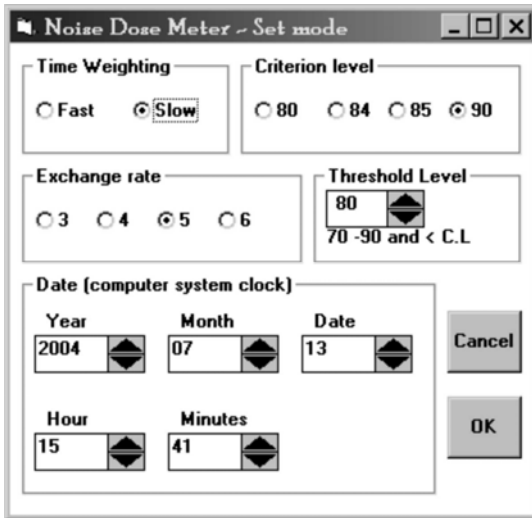 Noise Dose Meter ~ Set mode
Time Weighting
Fast Slow
Criterion level
80 84 85 90
Exchange rate
3 4 5 6
Threshold Level
80
70 -90 and < C.L
Date (computer system clock)
Year Month Date
2004 07 13
Hour Minutes
15 41
Cancel
OK